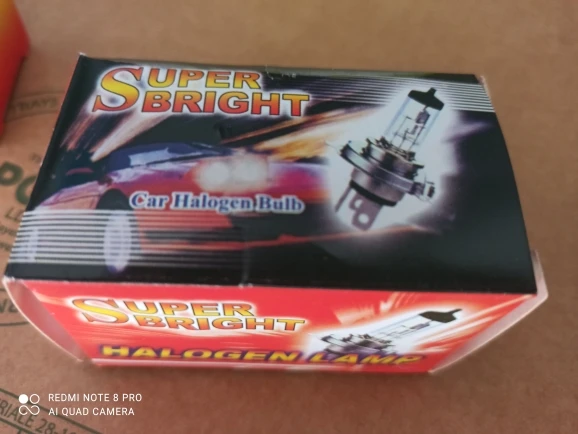 SUPER
BRIGHT
Car Halogen Bulb
SUPER
BRIGHT
HALOGEN LAMP
REDMI NOTE 8 PRO
AI QUAD CAMERA